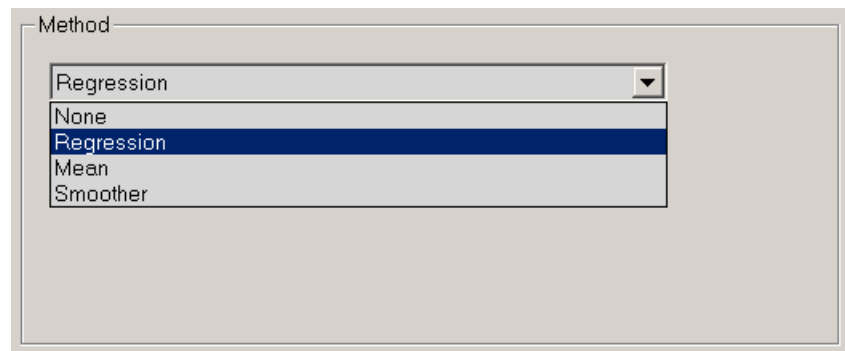 Method
Regression
None
Regression
Mean
Smoother